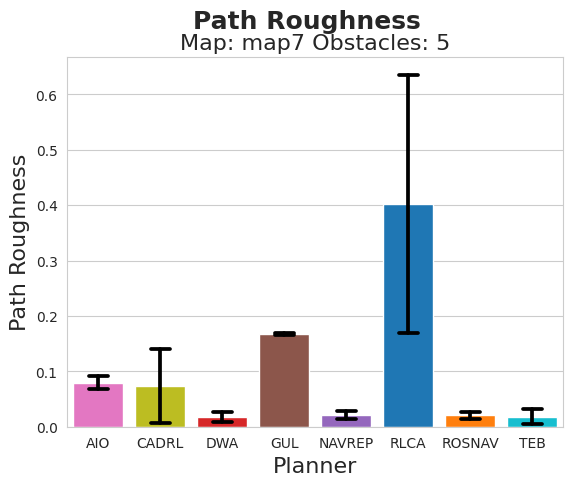 Path Roughness
Map: map7 Obstacles: 5
Path Roughness
0.6
0.5
0.4
0.3
0.2
0.1
0.0
AIO CADRL DWA GUL NAVREP RLCA ROSNAV TEB
Planner